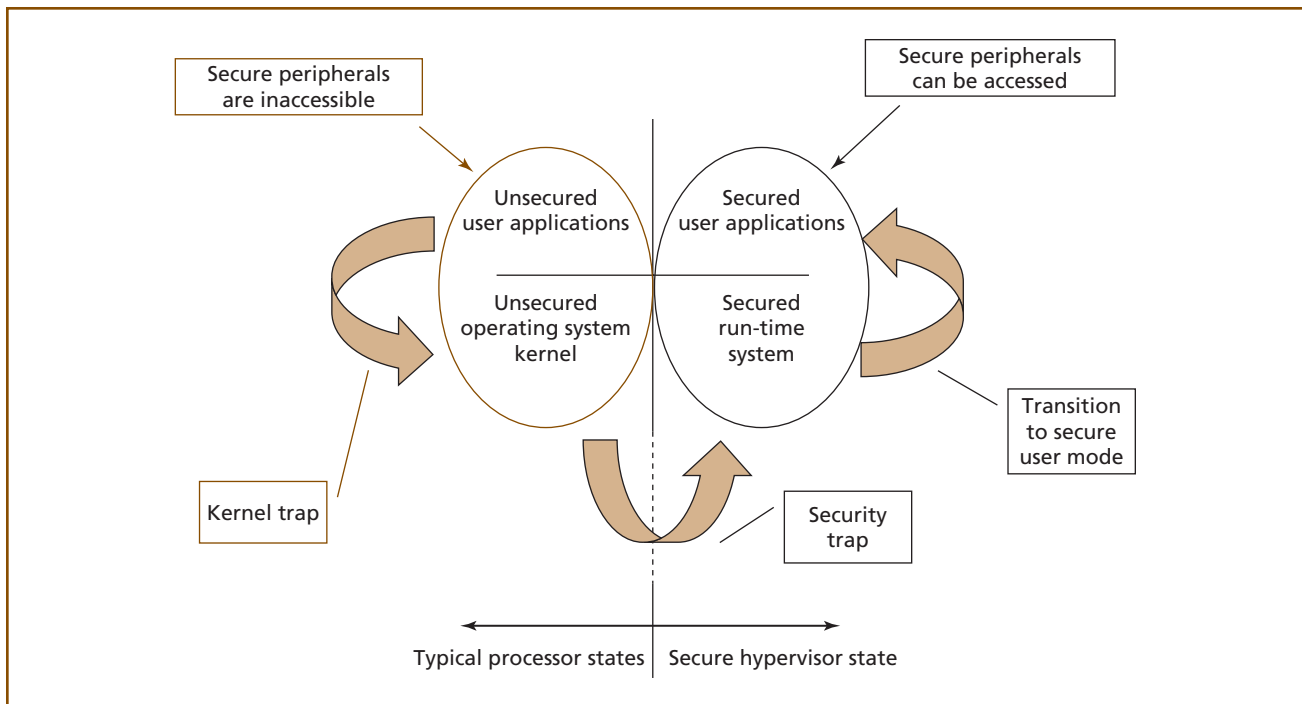 Secure peripherals
are inaccessible
Secure peripherals
can be accessed
Unsecured
user applications
Secured
user applications
Unsecured
operating system
kernel
Secured
run-time
system
Transition
to secure
user mode
Kernel trap
Security
trap
Typical processor states
Secure hypervisor state